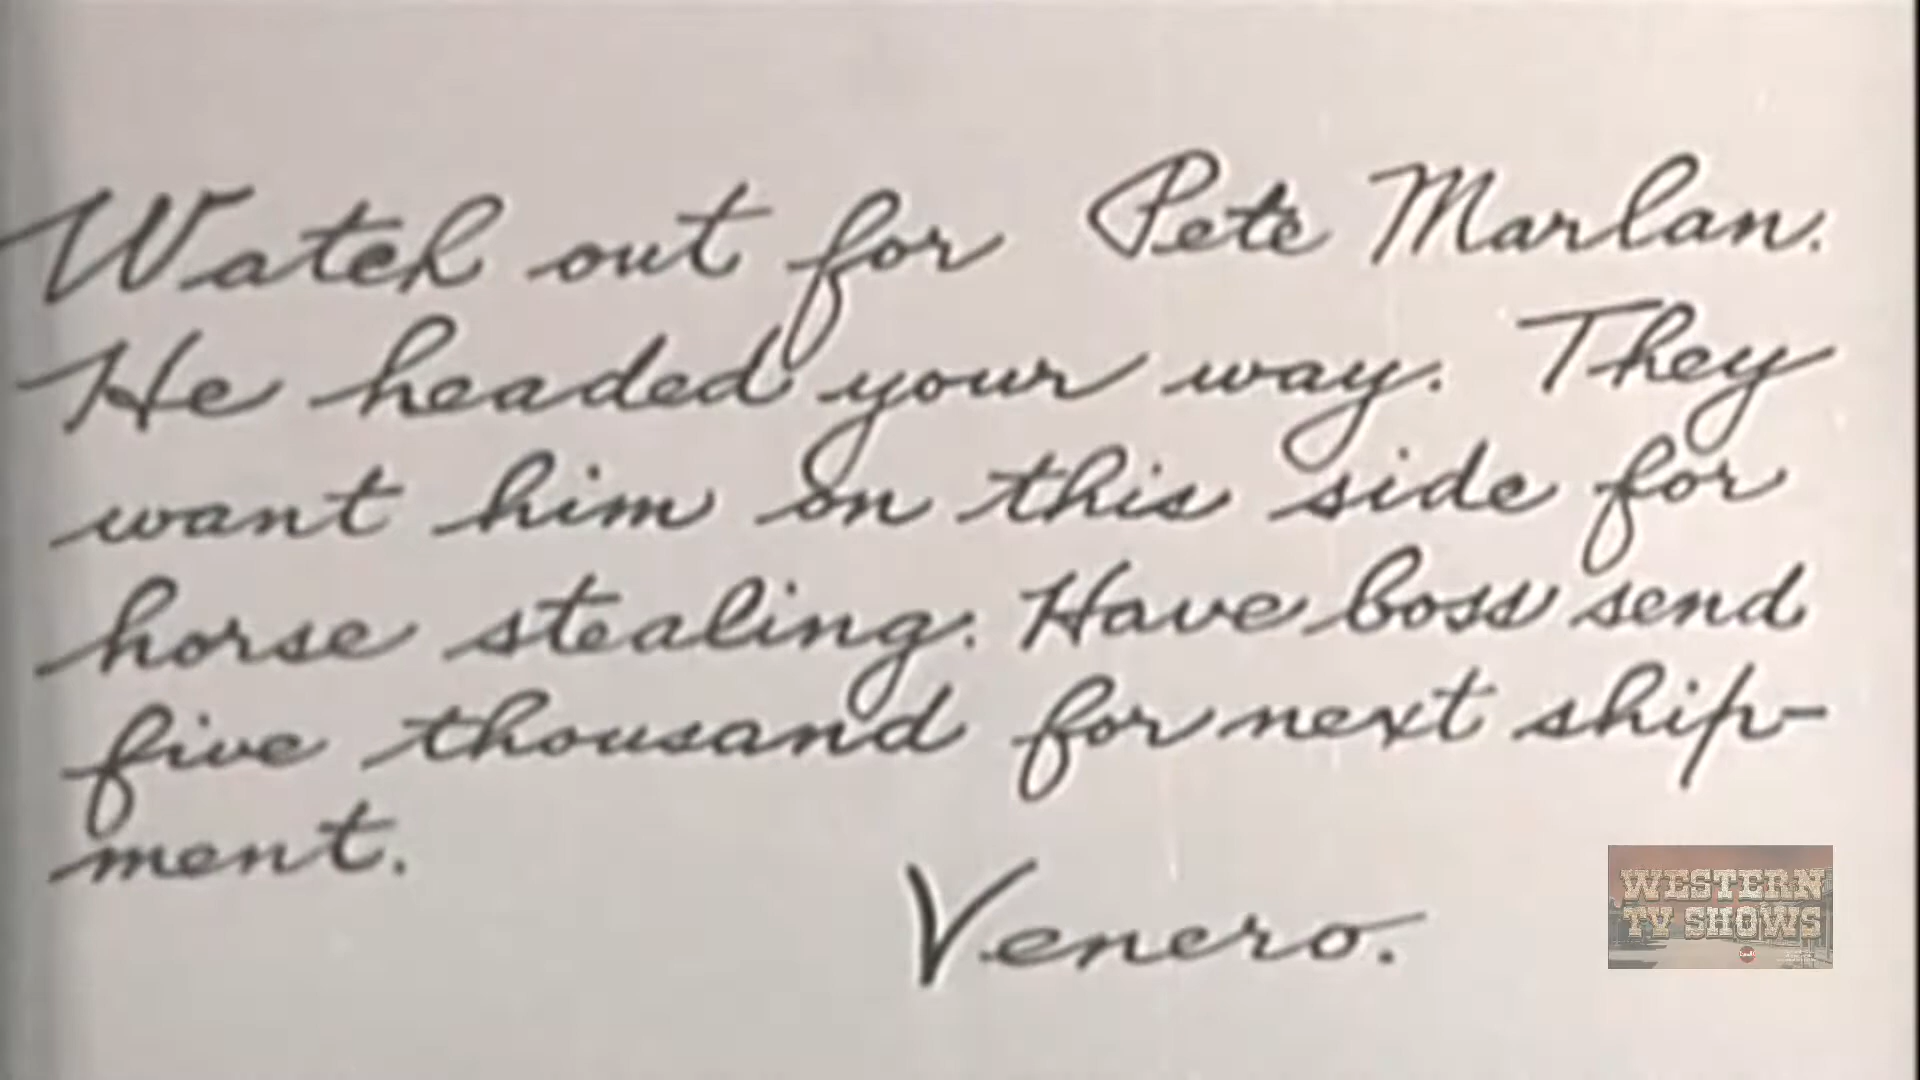 Watch out for Pete Marlan.
He headed your way. They
want him on this side for
horse stealing. Have boss send
five thousand for next ship-
ment.
Venero.
WESTERN
TV SHOWS